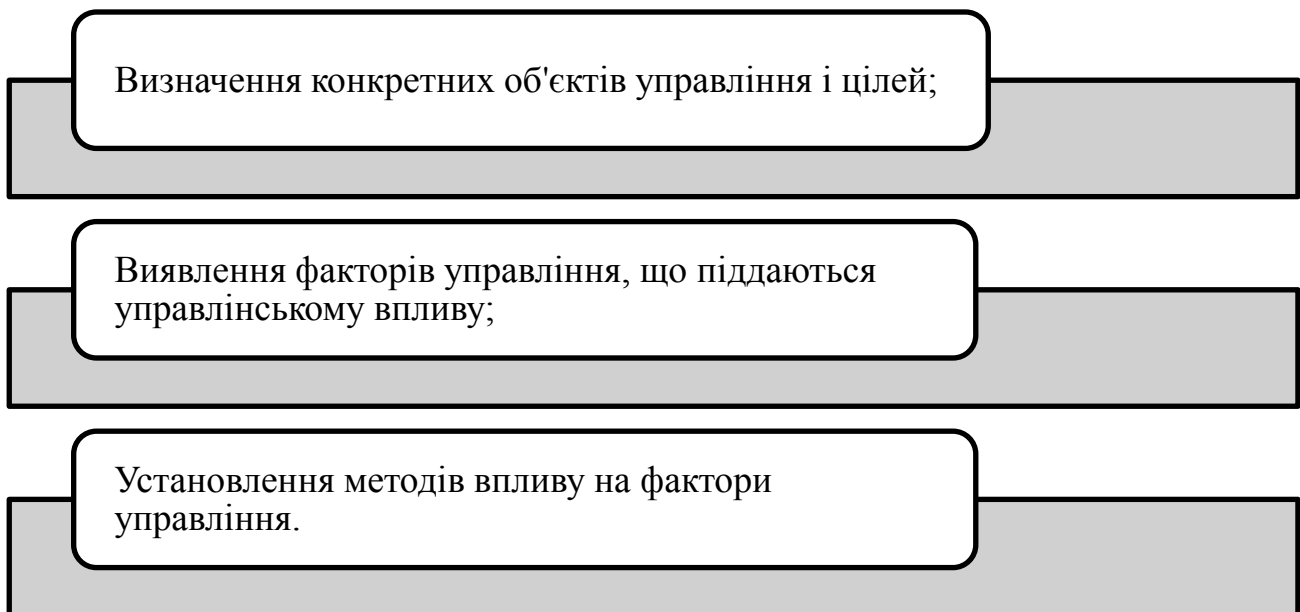 Визначення конкретних об'єктів управління і цілей;
Виявлення факторів управління, що піддаються
управлінському впливу;
Установлення методів впливу на фактори
управління.